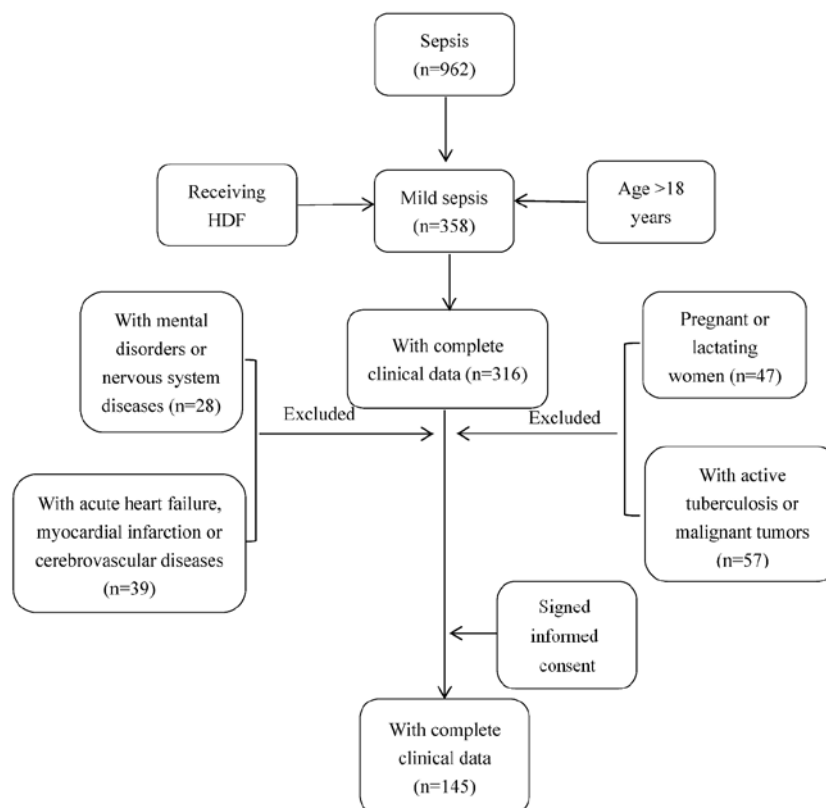 Sepsis
(n=962)
Receiving
HDF
Mild sepsis
(n=358)
Age >18
years
With mental
disorders or
nervous system
diseases (n=28)
With complete
clinical data (n=316)
Pregnant or
lactating
women (n=47)
Excluded
Excluded
With acute heart failure,
myocardial infarction or
cerebrovascular diseases
(n=39)
With active
tuberculosis or
malignant tumors
(n=57)
Signed
informed
consent
With complete
clinical data
(n=145)